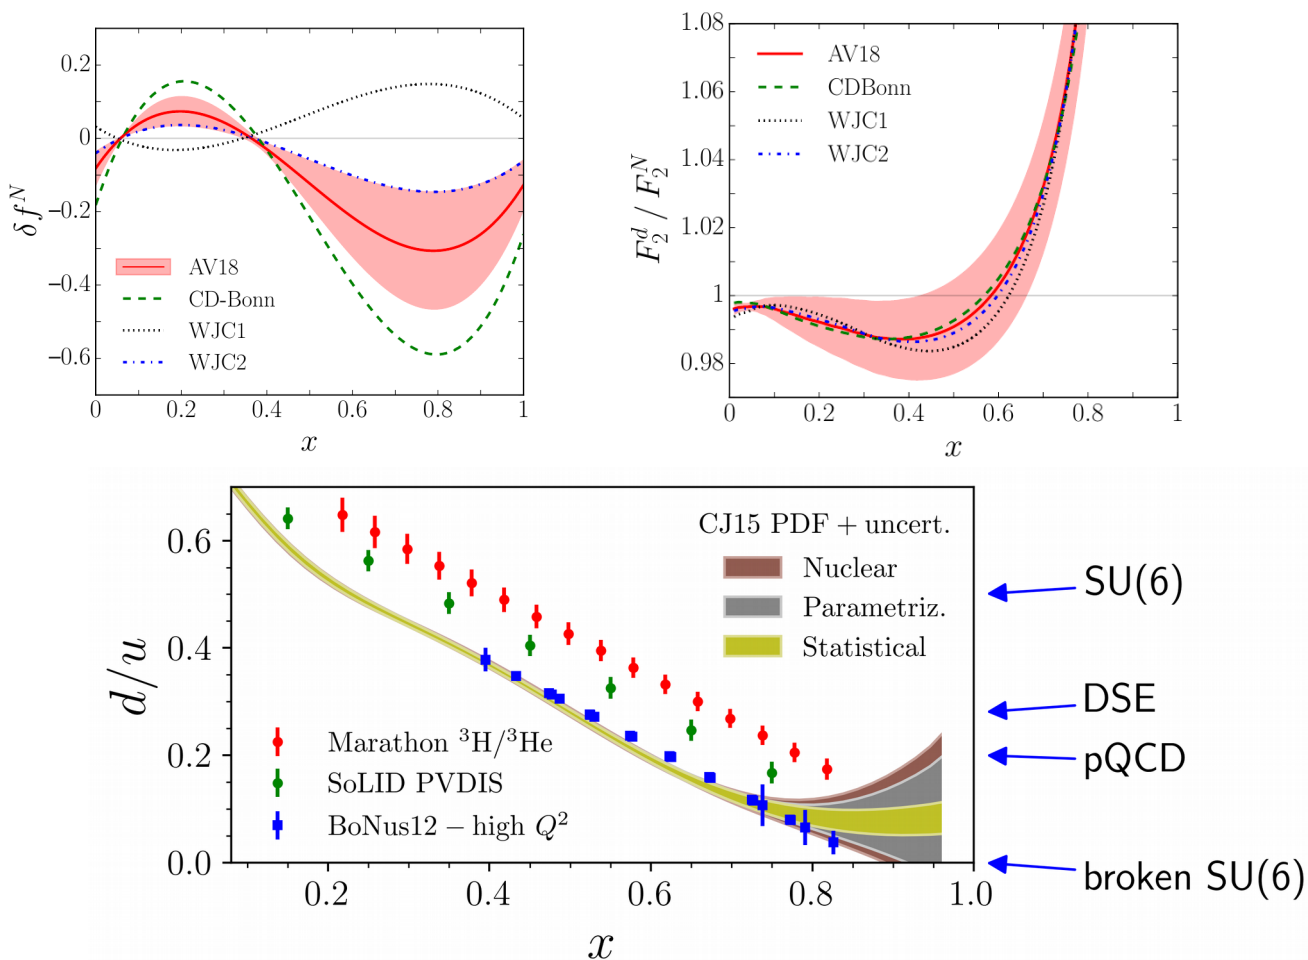 0.2
0
−0.2
−0.4
−0.6
δf^N
AV18
CD-Bonn
WJC1
WJC2
0 0.2 0.4 0.6 0.8 1
x
1.08
1.06
1.04
1.02
1
0.98
F_2^d / F_2^N
AV18
CDBonn
WJC1
WJC2
0 0.2 0.4 0.6 0.8 1
x
0.6
0.4
0.2
0.0
d/u
CJ15 PDF + uncert.
Nuclear
Parametriz.
Statistical
Marathon ³H/³He
SoLID PVDIS
BoNus12 − high Q²
0.2 0.4 0.6 0.8 1.0
x
SU(6)
DSE
pQCD
broken SU(6)